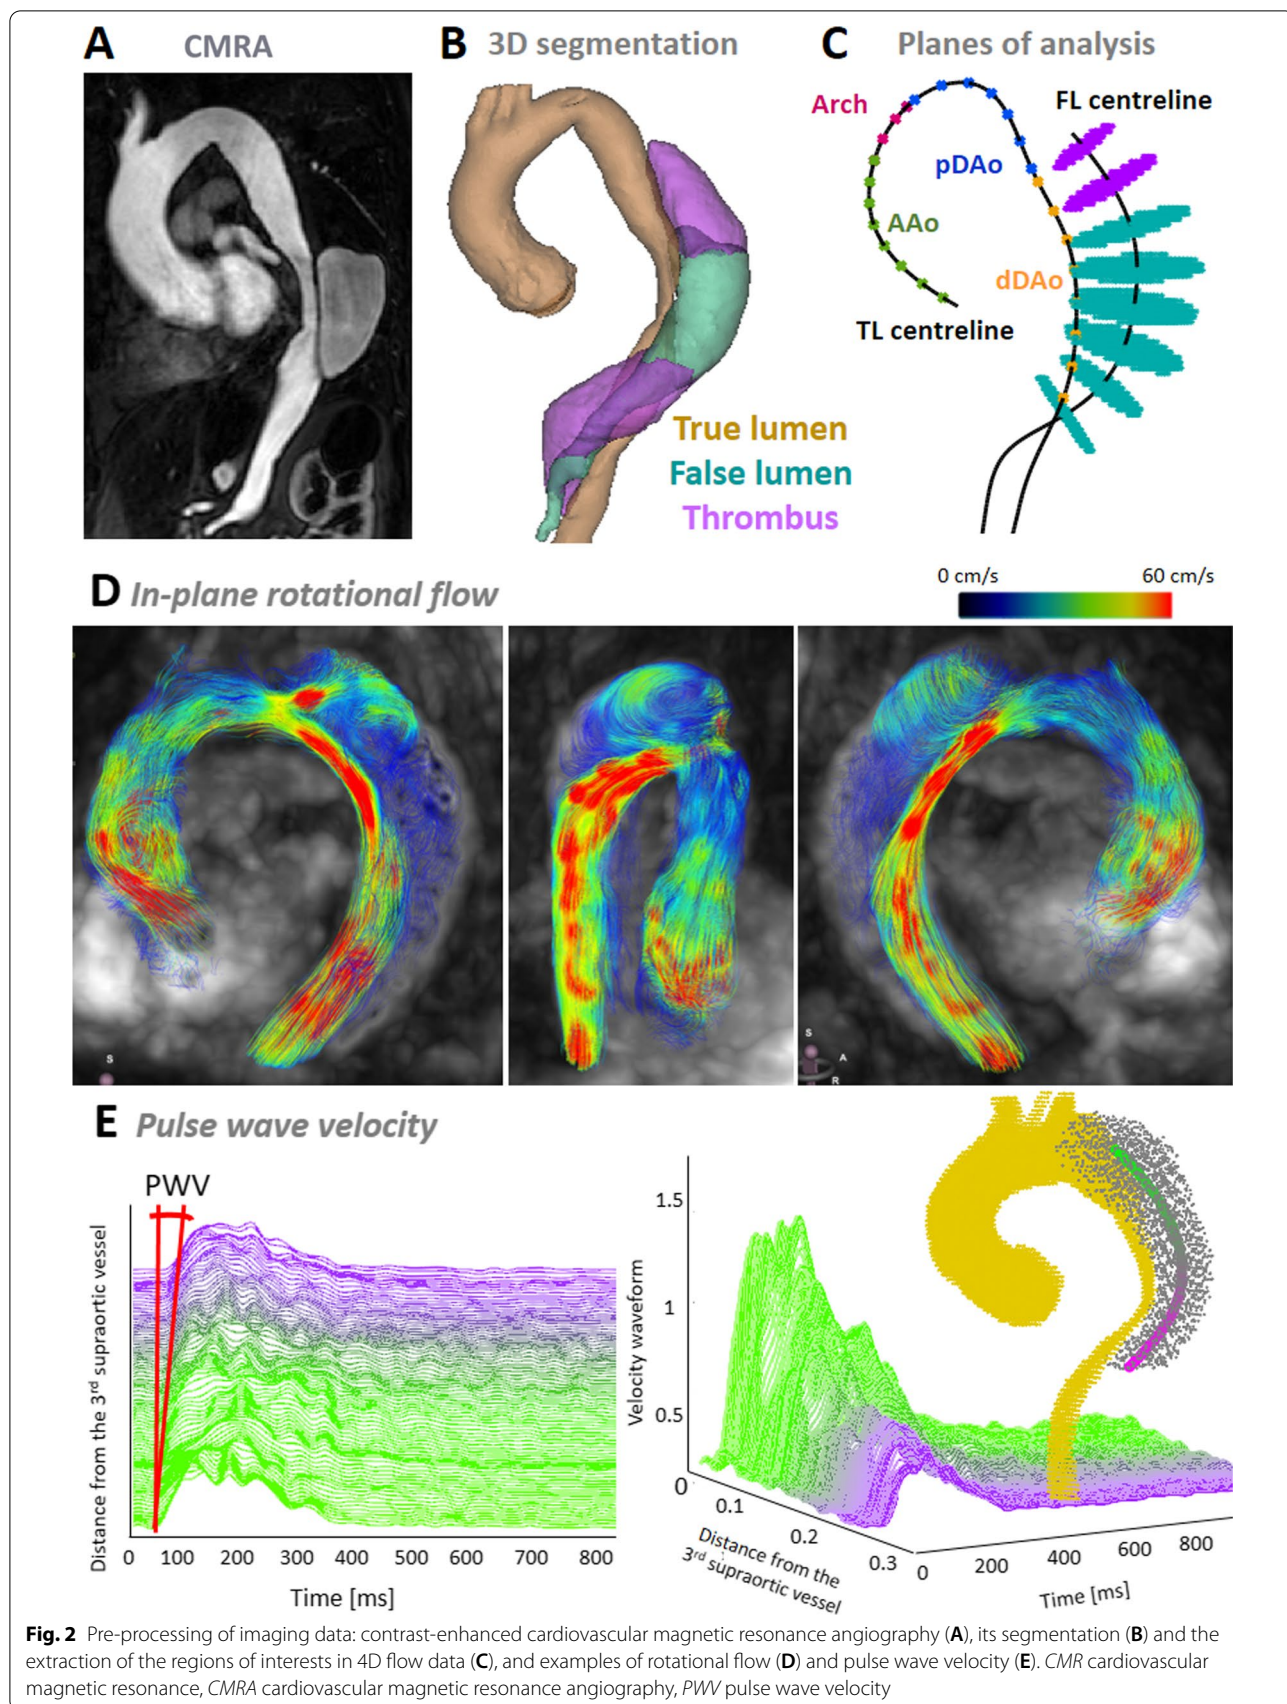 A CMRA
B 3D segmentation
C Planes of analysis
Arch
FL centreline
pDAo
AAo
dDAo
TL centreline
True lumen
False lumen
Thrombus
D In-plane rotational flow
0 cm/s 60 cm/s
S
S
A
R
E Pulse wave velocity
PWV
Distance from the 3rd supraortic vessel
0 100 200 300 400 500 600 700 800
Time [ms]
Velocity waveform
1.5
1
0.5
0
0.1
0.2
0.3
Distance from the
3rd supraortic vessel
0 200 400 600 800
Time [ms]
Fig. 2 Pre-processing of imaging data: contrast-enhanced cardiovascular magnetic resonance angiography (A), its segmentation (B) and the
extraction of the regions of interests in 4D flow data (C), and examples of rotational flow (D) and pulse wave velocity (E). CMR cardiovascular
magnetic resonance, CMRA cardiovascular magnetic resonance angiography, PWV pulse wave velocity